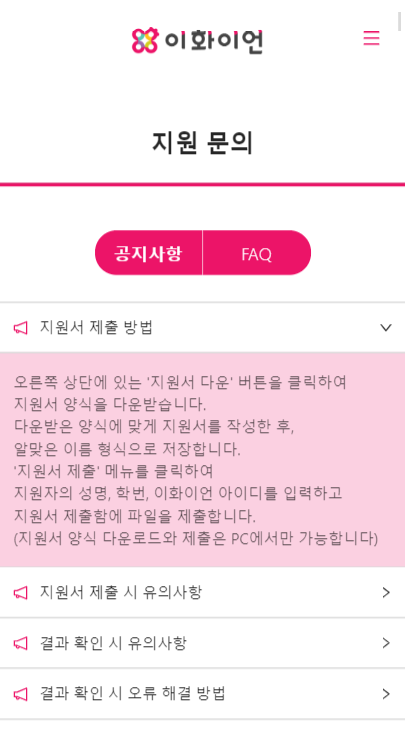 이화이언
지원 문의
공지사항
FAQ
지원서 제출 방법
오른쪽 상단에 있는 '지원서 다운' 버튼을 클릭하여
지원서 양식을 다운받습니다.
다운받은 양식에 맞게 지원서를 작성한 후,
알맞은 이름 형식으로 저장합니다.
'지원서 제출' 메뉴를 클릭하여
지원자의 성명, 학번, 이화이언 아이디를 입력하고
지원서 제출함에 파일을 제출합니다.
(지원서 양식 다운로드와 제출은 PC에서만 가능합니다)
지원서 제출 시 유의사항
결과 확인 시 유의사항
결과 확인 시 오류 해결 방법